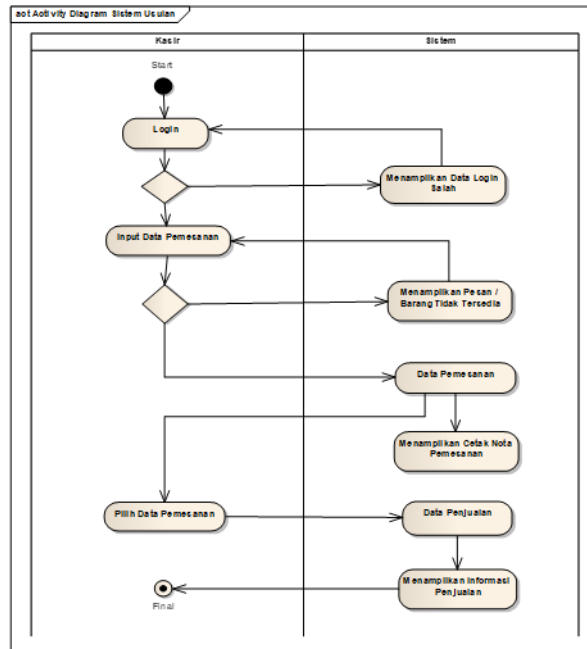 act Activity Diagram Sistem Usulan
Kasir
Sistem
Start
Login
Menampilkan Data Login
Salah
Input Data Pemesanan
Menampilkan Pesan /
Barang Tidak Tersedia
Data Pemesanan
Menampilkan Cetak Nota
Pemesanan
Pilih Data Pemesanan
Data Penjualan
Menampilkan Informasi
Penjualan
Final